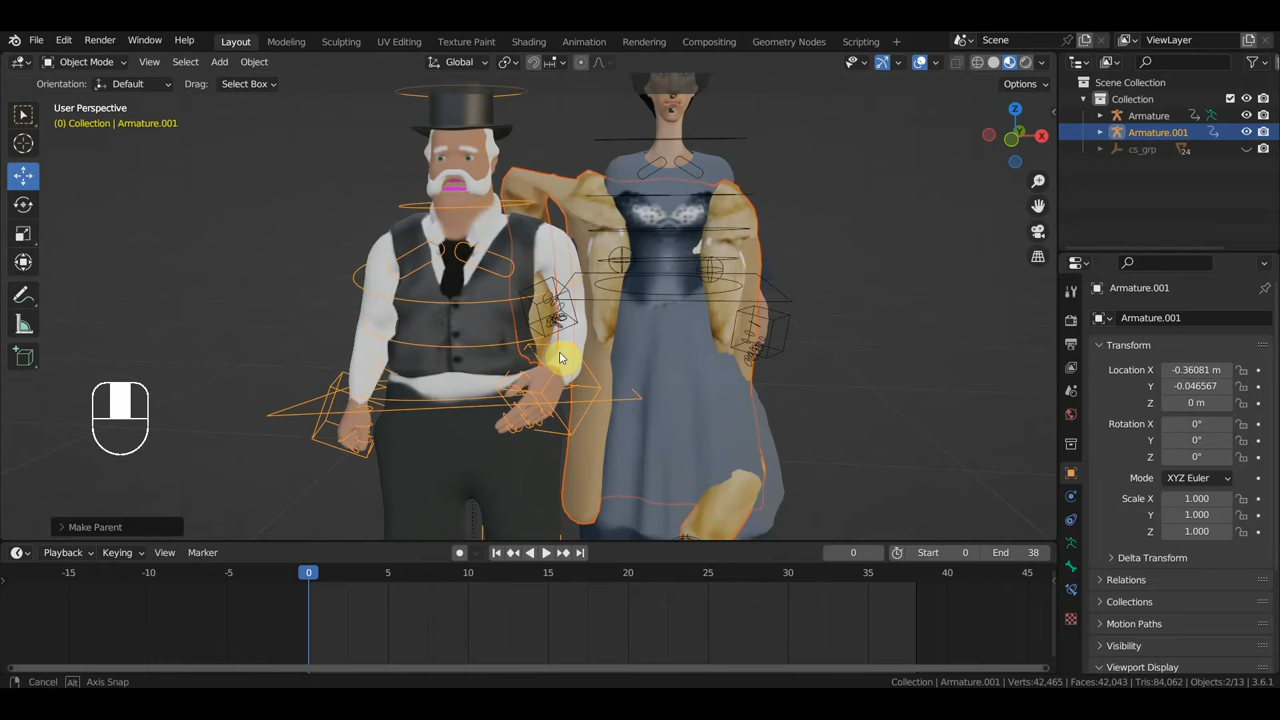 File Edit Render Window Help Layout Modeling Sculpting UV Editing Texture Paint Shading Animation Rendering Compositing Geometry Nodes Scripting + Scene ViewLayer
Object Mode View Select Add Object Global
Orientation: Default Drag: Select Box Options
User Perspective
(0) Collection | Armature.001
Z
Y
X
Make Parent
Scene Collection
Collection
Armature
Armature.001
cs_grp 24
Armature.001
Armature.001
Transform
Location X -0.36081 m
Y -0.046567
Z 0 m
Rotation X 0°
Y 0°
Z 0°
Mode XYZ Euler
Scale X 1.000
Y 1.000
Z 1.000
Delta Transform
Relations
Collections
Motion Paths
Visibility
Viewport Display
Playback Keying View Marker 0 Start 0 End 38
-15 -10 -5 0 5 10 15 20 25 30 35 40 45
Cancel Alt Axis Snap Collection | Armature.001 | Verts:42,465 | Faces:42,043 | Tris:84,062 | Objects:2/13 | 3.6.1